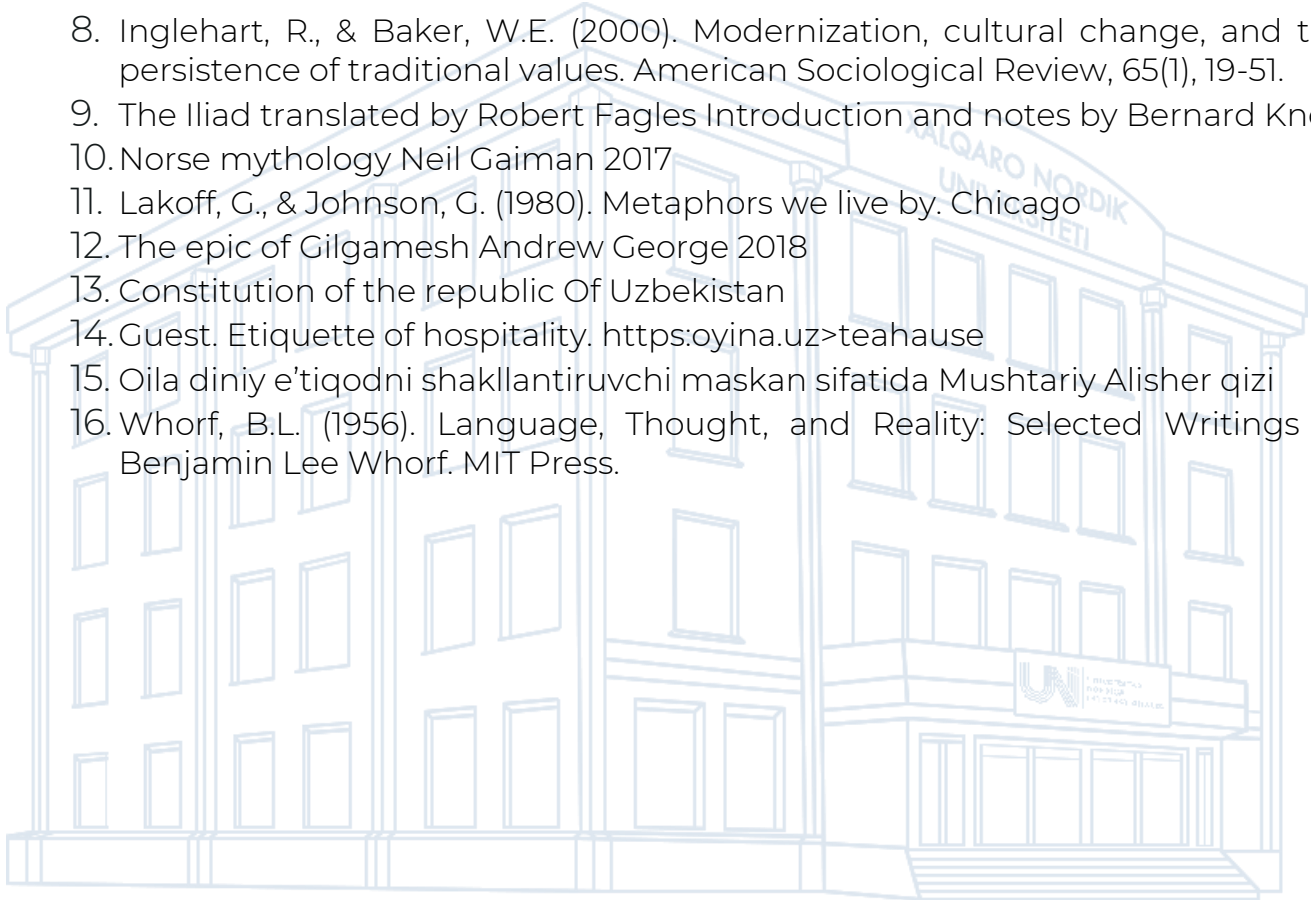 8. Inglehart, R., & Baker, W.E. (2000). Modernization, cultural change, and
persistence of traditional values. American Sociological Review, 65(1), 19-51.
9. The Iliad translated by Robert Fagles Introduction and notes by Bernard
10. Norse mythology Neil Gaiman 2017
XALQARO NORDIK
UNIVERSITETI
11. Lakoff, G., & Johnson, G. (1980). Metaphors we live by. Chicago
12. The epic of Gilgamesh Andrew George 2018
13. Constitution of the republic Of Uzbekistan
14. Guest. Etiquette of hospitality. https:oyina.uz>teahause
15. Oila diniy e’tiqodni shakllantiruvchi maskan sifatida Mushtariy Alisher qizi
16. Whorf, B.L. (1956). Language, Thought, and Reality: Selected Writings
Benjamin Lee Whorf. MIT Press.
UN